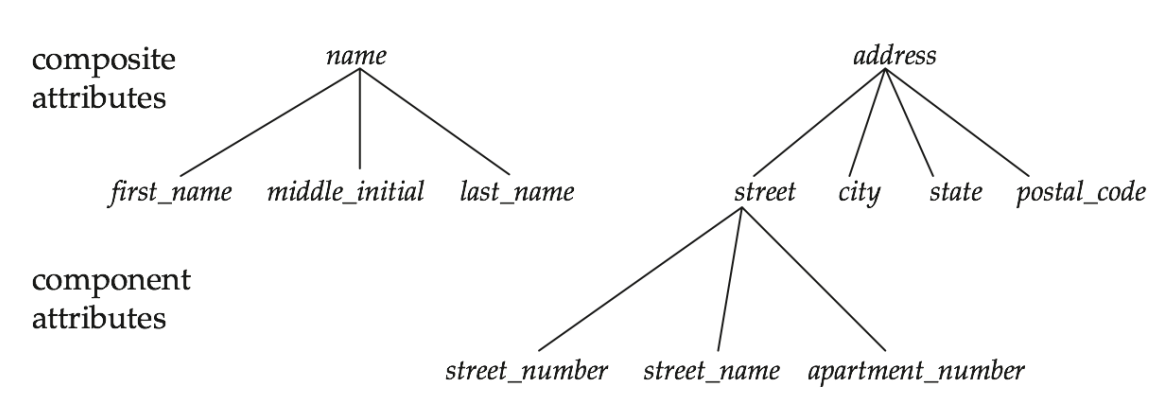 composite
attributes
name
address
first_name middle_initial last_name
street city state postal_code
component
attributes
street_number street_name apartment_number